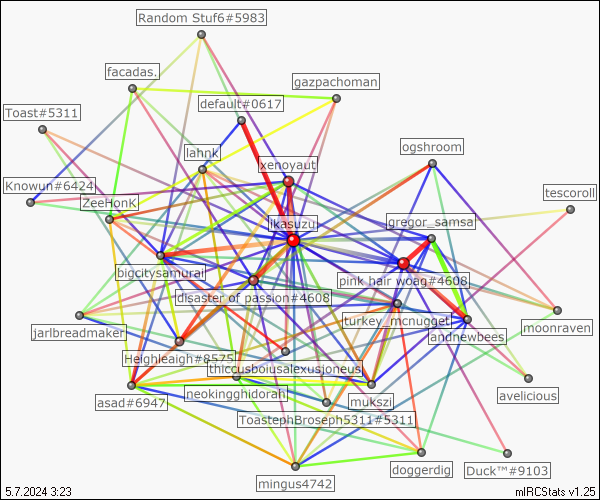 Random Stuf6#5983
facadas.
gazpachoman
Toast#5311
default#0617
ogshroom
lahnk
xenoyaut
Knowun#6424
tescoroll
ZeeHonk
ikasuzu
gregor_samsa
bigcitysamurai
pink hair woag#4608
disaster of passion#4608
turkey_mcnugget
moonraven
jarlbreadmaker
andrewbees
Heighleaigh#8575
thiccusboiusalexusjoneus
avelicious
asad#6947
neokingghidorah
mukszi
ToastephBroseph5311#5311
doggerdig
Duck™#9103
mingus4742
5.7.2024 3:23
mIRCStats v1.25